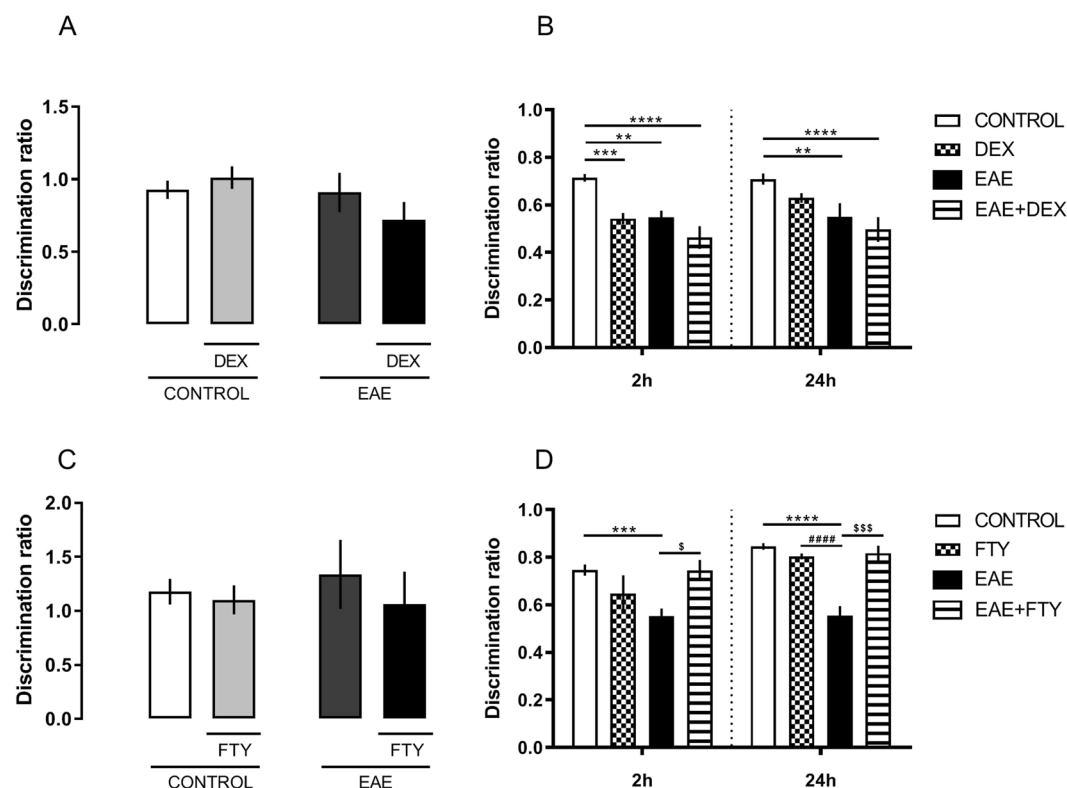 A
Discrimination ratio
1.5
1.0
0.5
0.0
DEX
DEX
CONTROL
EAE
B
Discrimination ratio
1.0
0.8
0.6
0.4
0.2
0.0
****
**
***
****
**
2h
24h
CONTROL
DEX
EAE
EAE+DEX
C
Discrimination ratio
2.0
1.5
1.0
0.5
0.0
FTY
FTY
CONTROL
EAE
D
Discrimination ratio
1.0
0.8
0.6
0.4
0.2
0.0
***
$
****
####
$$$
2h
24h
CONTROL
FTY
EAE
EAE+FTY